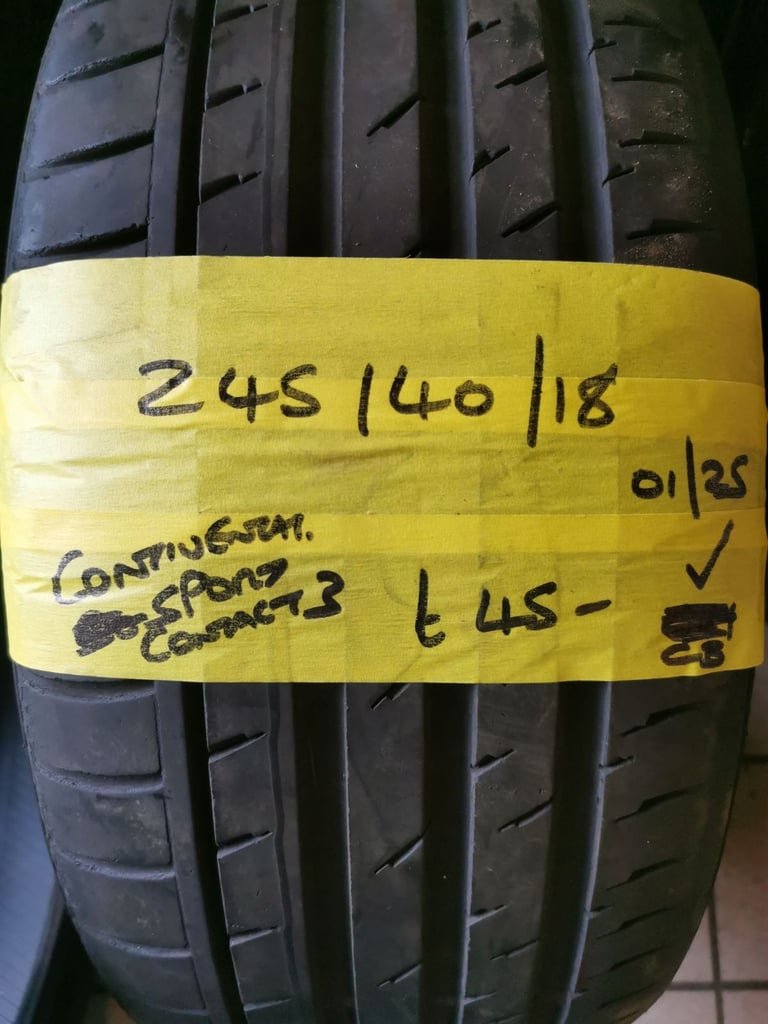 245/40/18
01/25
CONTINENTAL
SPORT
CONTACT 3
£ 45 -
✓
CB